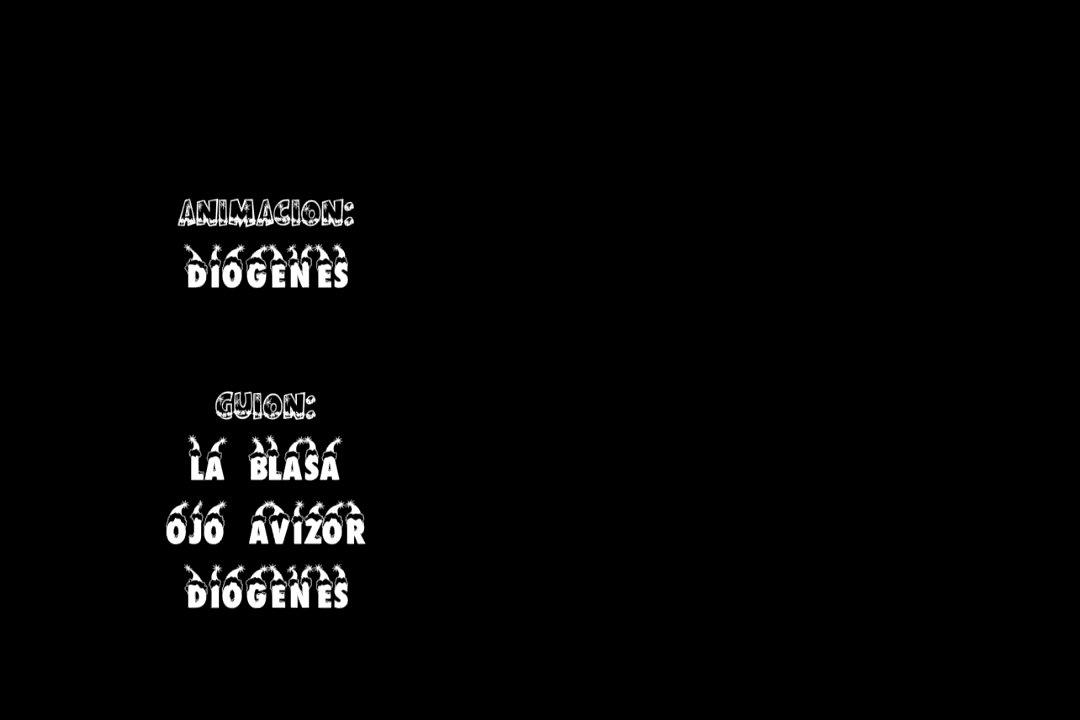 ANIMACION:
DIOGENES
GUION:
LA BLASA
OJO AVIZOR
DIOGENES